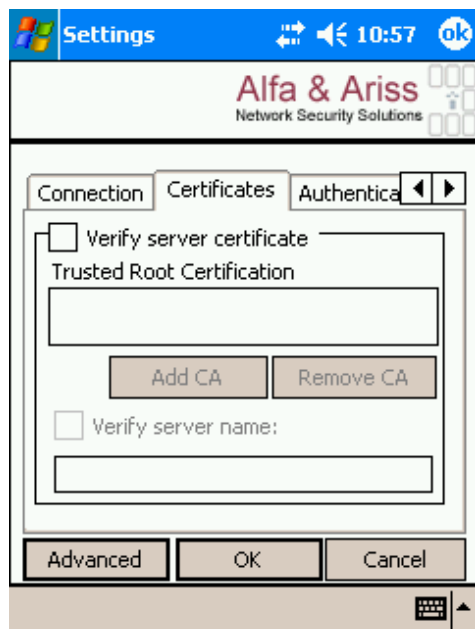 Settings 10:57 ok
Alfa & Ariss
Network Security Solutions
Connection Certificates Authentica
Verify server certificate
Trusted Root Certification
Add CA Remove CA
Verify server name:
Advanced OK Cancel